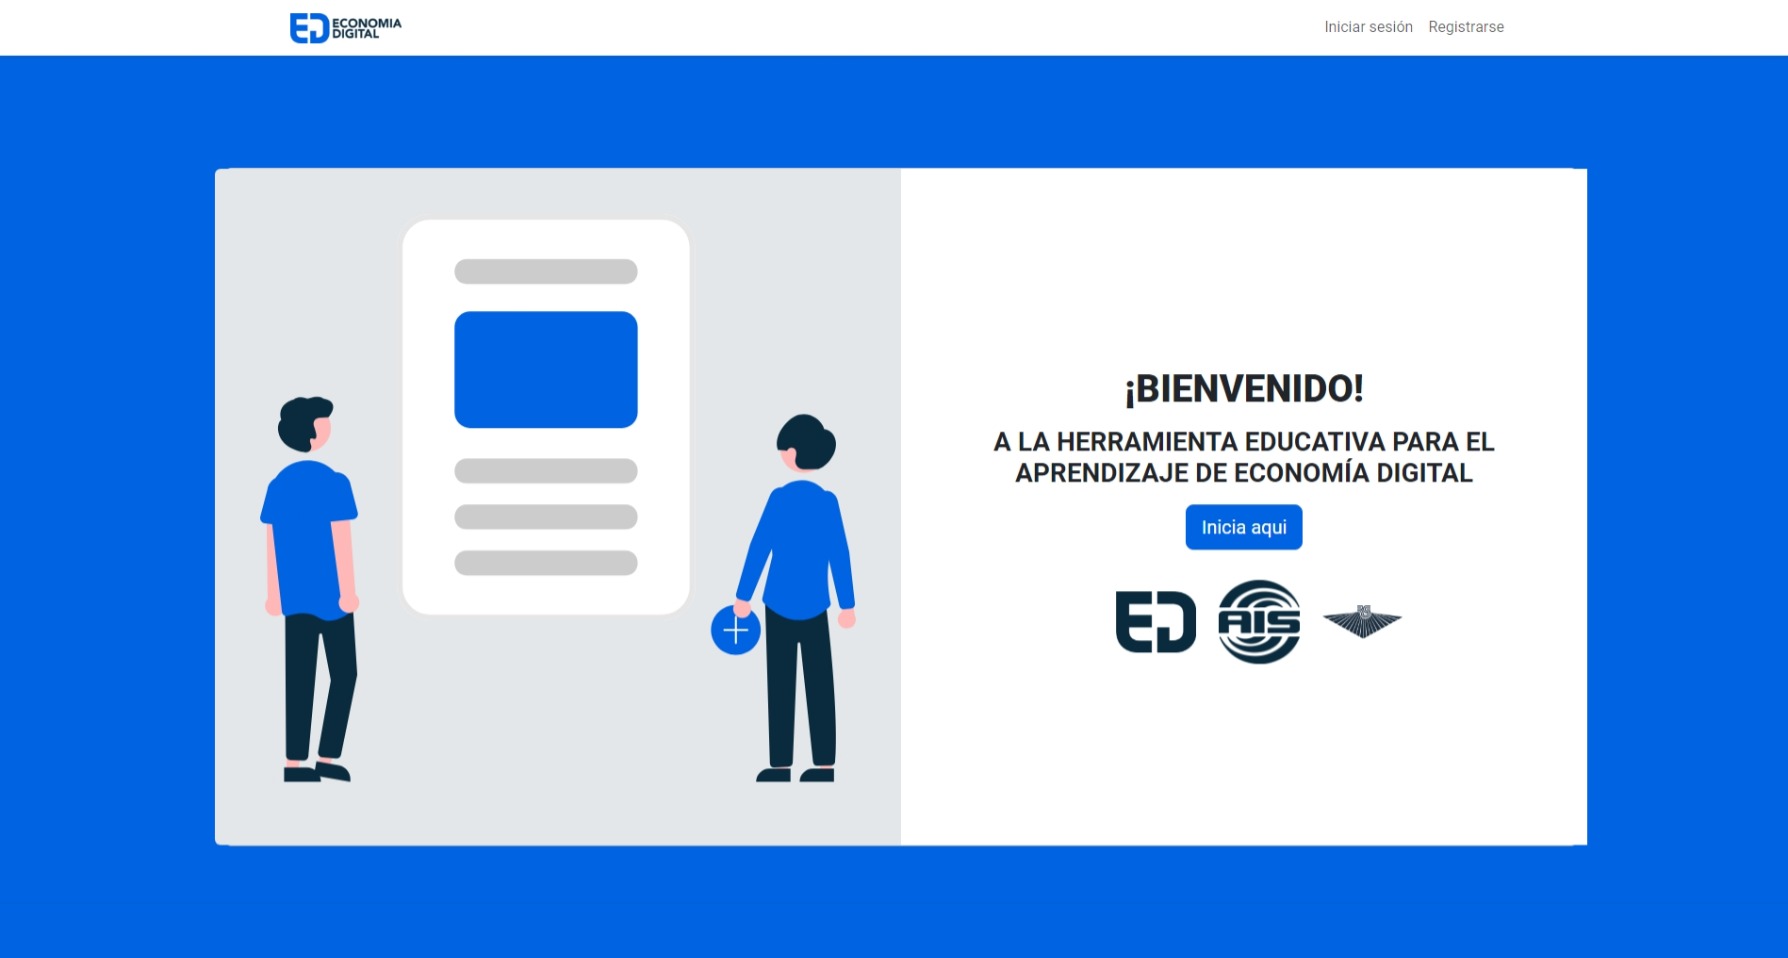 ED ECONOMIA
DIGITAL
Iniciar sesión Registrarse
¡BIENVENIDO!
A LA HERRAMIENTA EDUCATIVA PARA EL
APRENDIZAJE DE ECONOMÍA DIGITAL
Inicia aqui
ED AIS